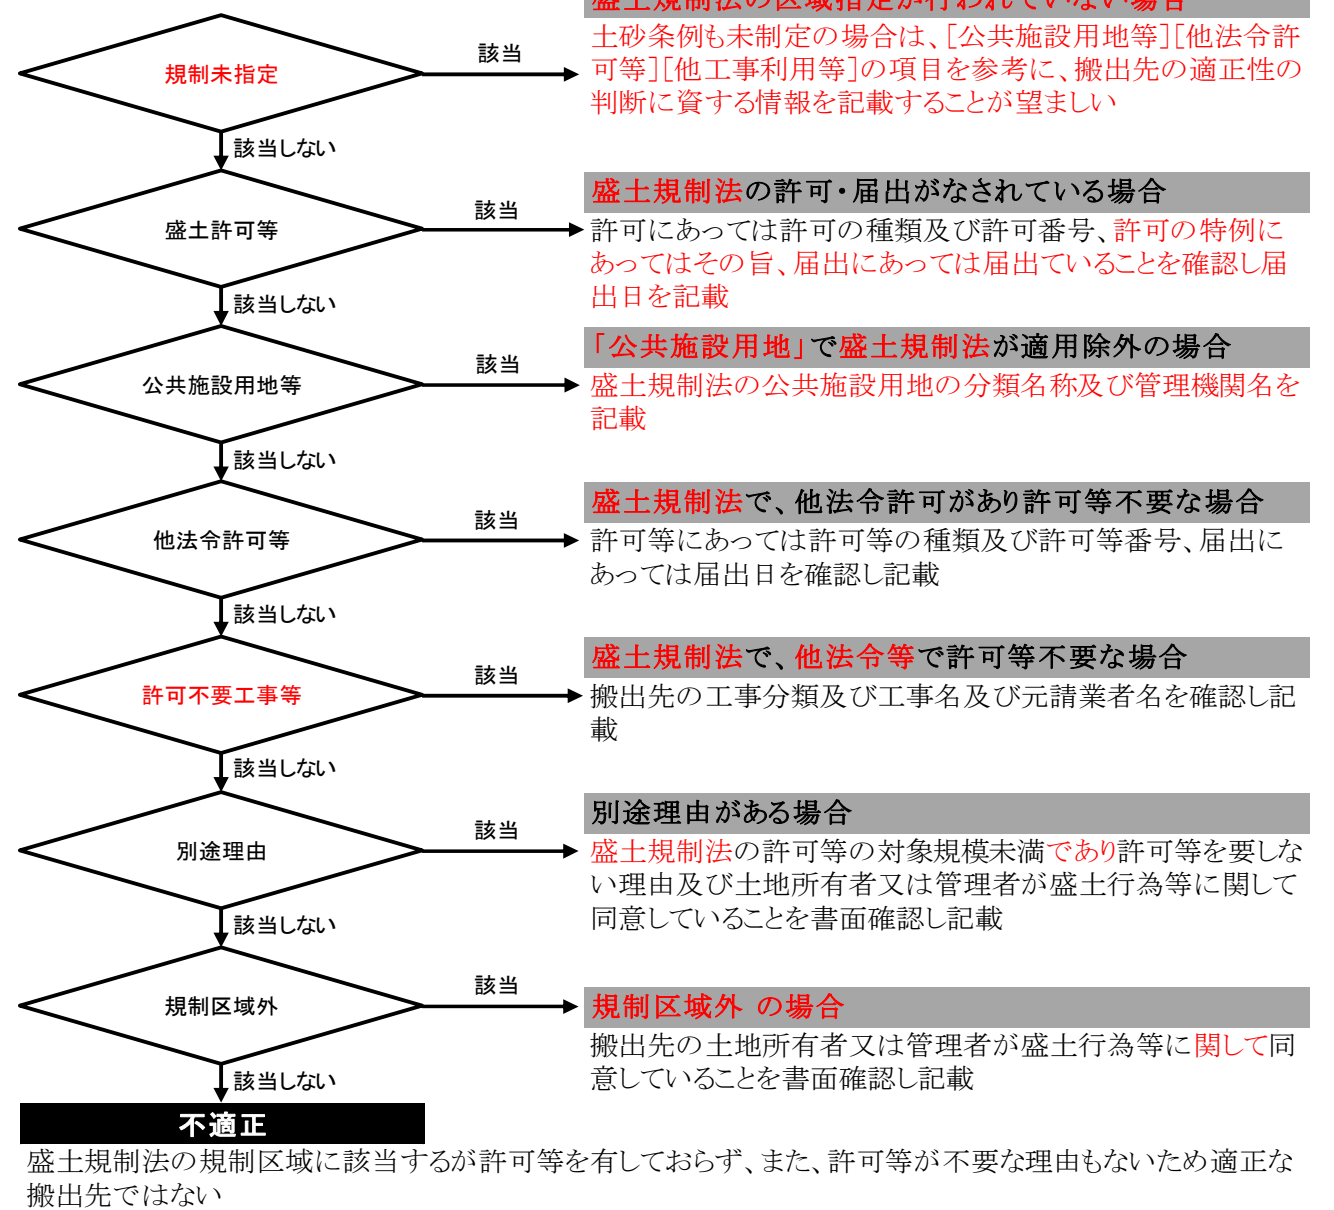 盛土規制法の区域指定が行われていない場合
規制未指定
該当
土砂条例も未制定の場合は、[公共施設用地等][他法令許
可等][他工事利用等]の項目を参考に、搬出先の適正性の
判断に資する情報を記載することが望ましい
該当しない
盛土許可等
該当
盛土規制法の許可・届出がなされている場合
許可にあっては許可の種類及び許可番号、許可の特例に
あってはその旨、届出にあっては届出ていることを確認し届
出日を記載
該当しない
公共施設用地等
該当
「公共施設用地」で盛土規制法が適用除外の場合
盛土規制法の公共施設用地の分類名称及び管理機関名を
記載
該当しない
他法令許可等
該当
盛土規制法で、他法令許可があり許可等不要な場合
許可等にあっては許可等の種類及び許可等番号、届出に
あっては届出日を確認し記載
該当しない
許可不要工事等
該当
盛土規制法で、他法令等で許可等不要な場合
搬出先の工事分類及び工事名及び元請業者名を確認し記
載
該当しない
別途理由
該当
別途理由がある場合
盛土規制法の許可等の対象規模未満であり許可等を要しな
い理由及び土地所有者又は管理者が盛土行為等に関して
同意していることを書面確認し記載
該当しない
規制区域外
該当
規制区域外 の場合
搬出先の土地所有者又は管理者が盛土行為等に関して同
意していることを書面確認し記載
該当しない
不適正
盛土規制法の規制区域に該当するが許可等を有しておらず、また、許可等が不要な理由もないため適正な
搬出先ではない